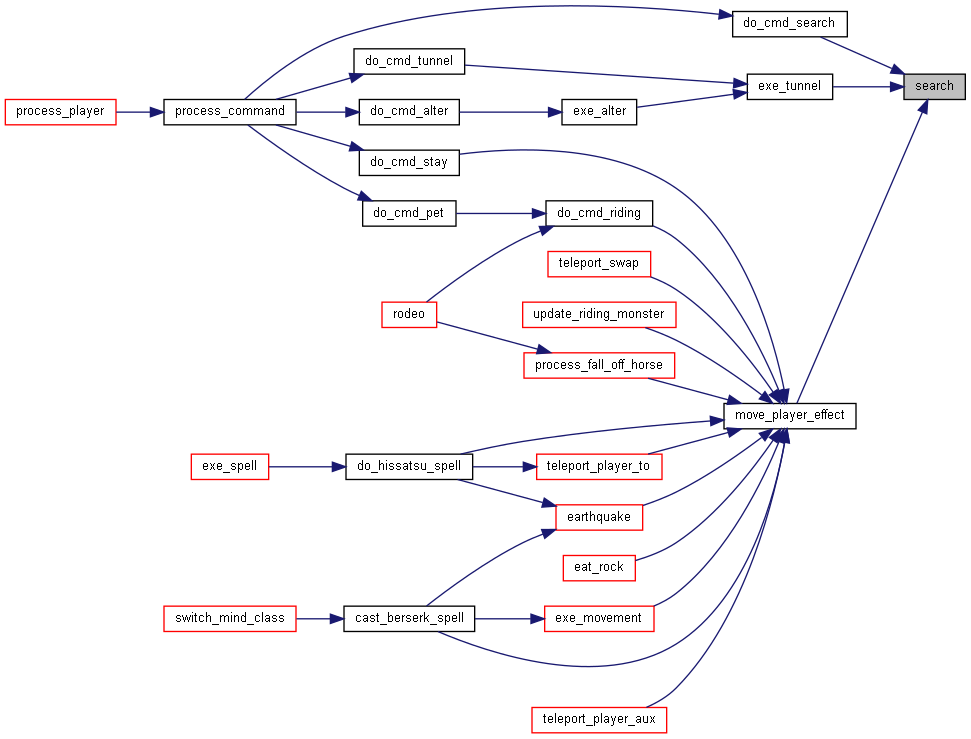 do_cmd_search
do_cmd_tunnel
search
exe_tunnel
process_player
process_command
do_cmd_alter
exe_alter
do_cmd_stay
do_cmd_pet
do_cmd_riding
teleport_swap
rodeo
update_riding_monster
process_fall_off_horse
move_player_effect
exe_spell
do_hissatsu_spell
teleport_player_to
earthquake
eat_rock
switch_mind_class
cast_berserk_spell
exe_movement
teleport_player_aux